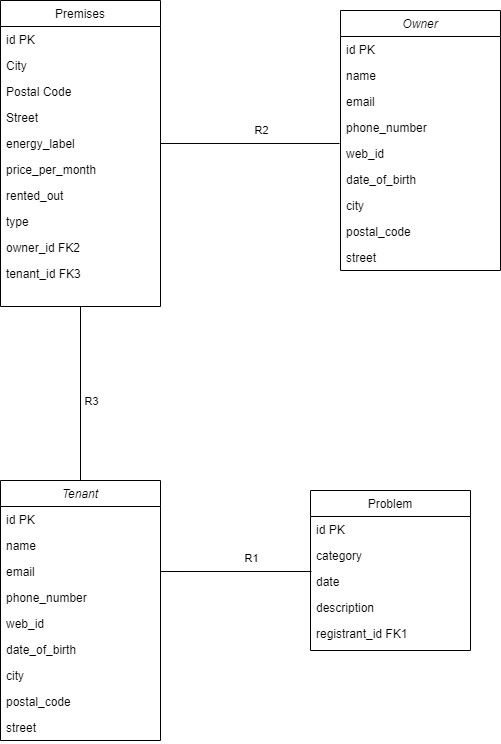 Premises
id PK
City
Postal Code
Street
energy_label
price_per_month
rented_out
type
owner_id FK2
tenant_id FK3
R2
Owner
id PK
name
email
phone_number
web_id
date_of_birth
city
postal_code
street
R3
Tenant
id PK
name
email
phone_number
web_id
date_of_birth
city
postal_code
street
R1
Problem
id PK
category
date
description
registrant_id FK1